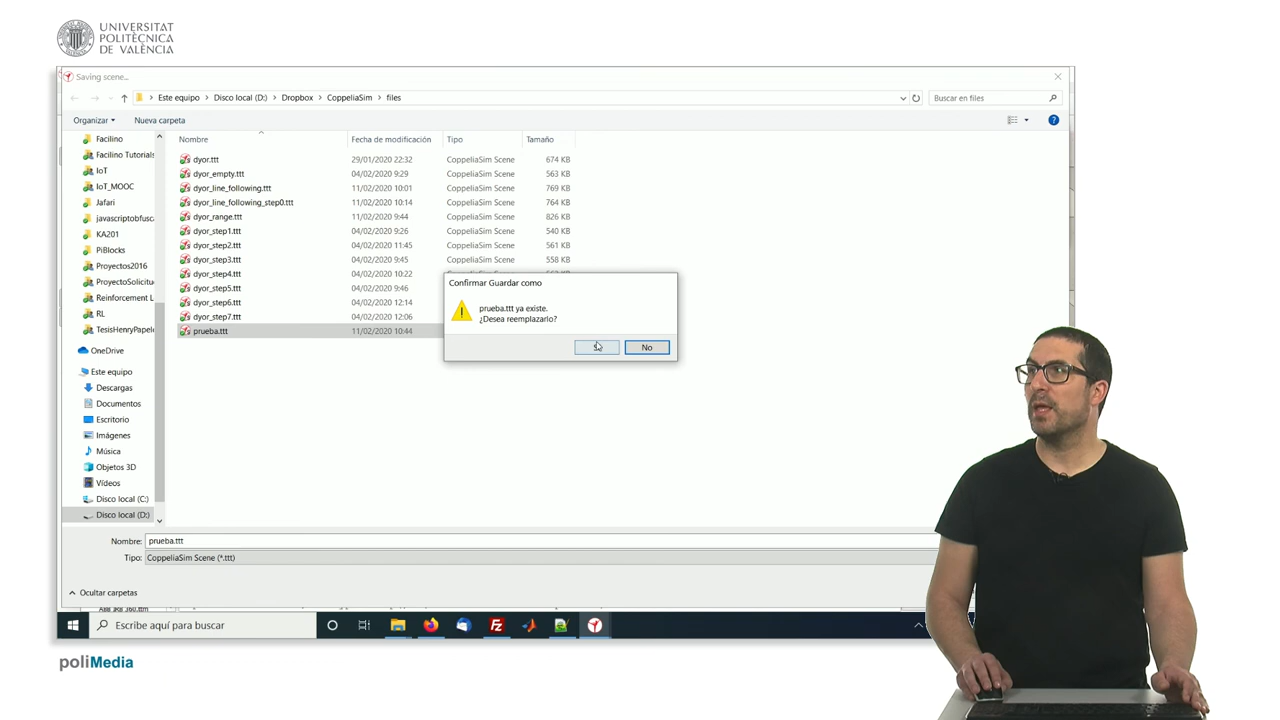 UNIVERSITAT
POLITÈCNICA
DE VALÈNCIA
Saving scene...
Este equipo
Disco local (D:)
Dropbox
CoppeliaSim
files
Buscar en files
Organizar
Nueva carpeta
Nombre
Fecha de modificación
Tipo
Tamaño
Facilino
Facilino Tutorials
IoT
IoT_MOOC
Jafari
javascriptobfusc
KA201
PiBlocks
Proyectos2016
ProyectoSolicitu
Reinforcement L
RL
TesisHenryPapele
OneDrive
Este equipo
Descargas
Documentos
Escritorio
Imágenes
Música
Objetos 3D
Vídeos
Disco local (C:)
Disco local (D:)
dyor.ttt 29/01/2020 22:32 CoppeliaSim Scene 674 KB
dyor_empty.ttt 04/02/2020 9:29 CoppeliaSim Scene 563 KB
dyor_line_following.ttt 11/02/2020 10:01 CoppeliaSim Scene 769 KB
dyor_line_following_step0.ttt 11/02/2020 10:14 CoppeliaSim Scene 764 KB
dyor_range.ttt 11/02/2020 9:44 CoppeliaSim Scene 826 KB
dyor_step1.ttt 04/02/2020 9:26 CoppeliaSim Scene 540 KB
dyor_step2.ttt 04/02/2020 11:45 CoppeliaSim Scene 561 KB
dyor_step3.ttt 04/02/2020 9:45 CoppeliaSim Scene 558 KB
dyor_step4.ttt 04/02/2020 10:22 CoppeliaSim Scene
dyor_step5.ttt 04/02/2020 9:46
dyor_step6.ttt 04/02/2020 12:14
dyor_step7.ttt 04/02/2020 12:06
prueba.ttt 11/02/2020 10:44
Confirmar Guardar como
prueba.ttt ya existe.
¿Desea reemplazarlo?
No
Nombre: prueba.ttt
Tipo: CoppeliaSim Scene (*.ttt)
Ocultar carpetas
Escribe aquí para buscar
poliMedia